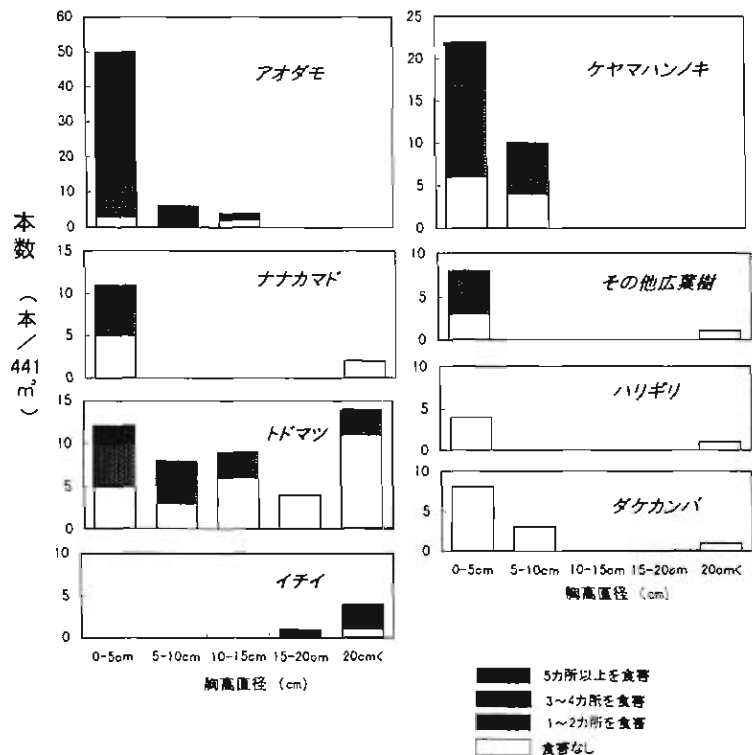 本数（本／441㎡）
60
50
40
30
20
10
0
アオダモ
15
10
5
0
ナナカマド
15
10
5
0
トドマツ
10
5
0
イチイ
0-5cm 5-10cm 10-15cm 15-20cm 20cm<
胸高直径 (cm)
25
20
15
10
5
0
ケヤマハンノキ
10
5
0
その他広葉樹
10
5
0
ハリギリ
10
5
0
ダケカンバ
0-5cm 5-10cm 10-15cm 15-20cm 20cm<
胸高直径 (cm)
5カ所以上を食害
3～4カ所を食害
1～2カ所を食害
食害なし